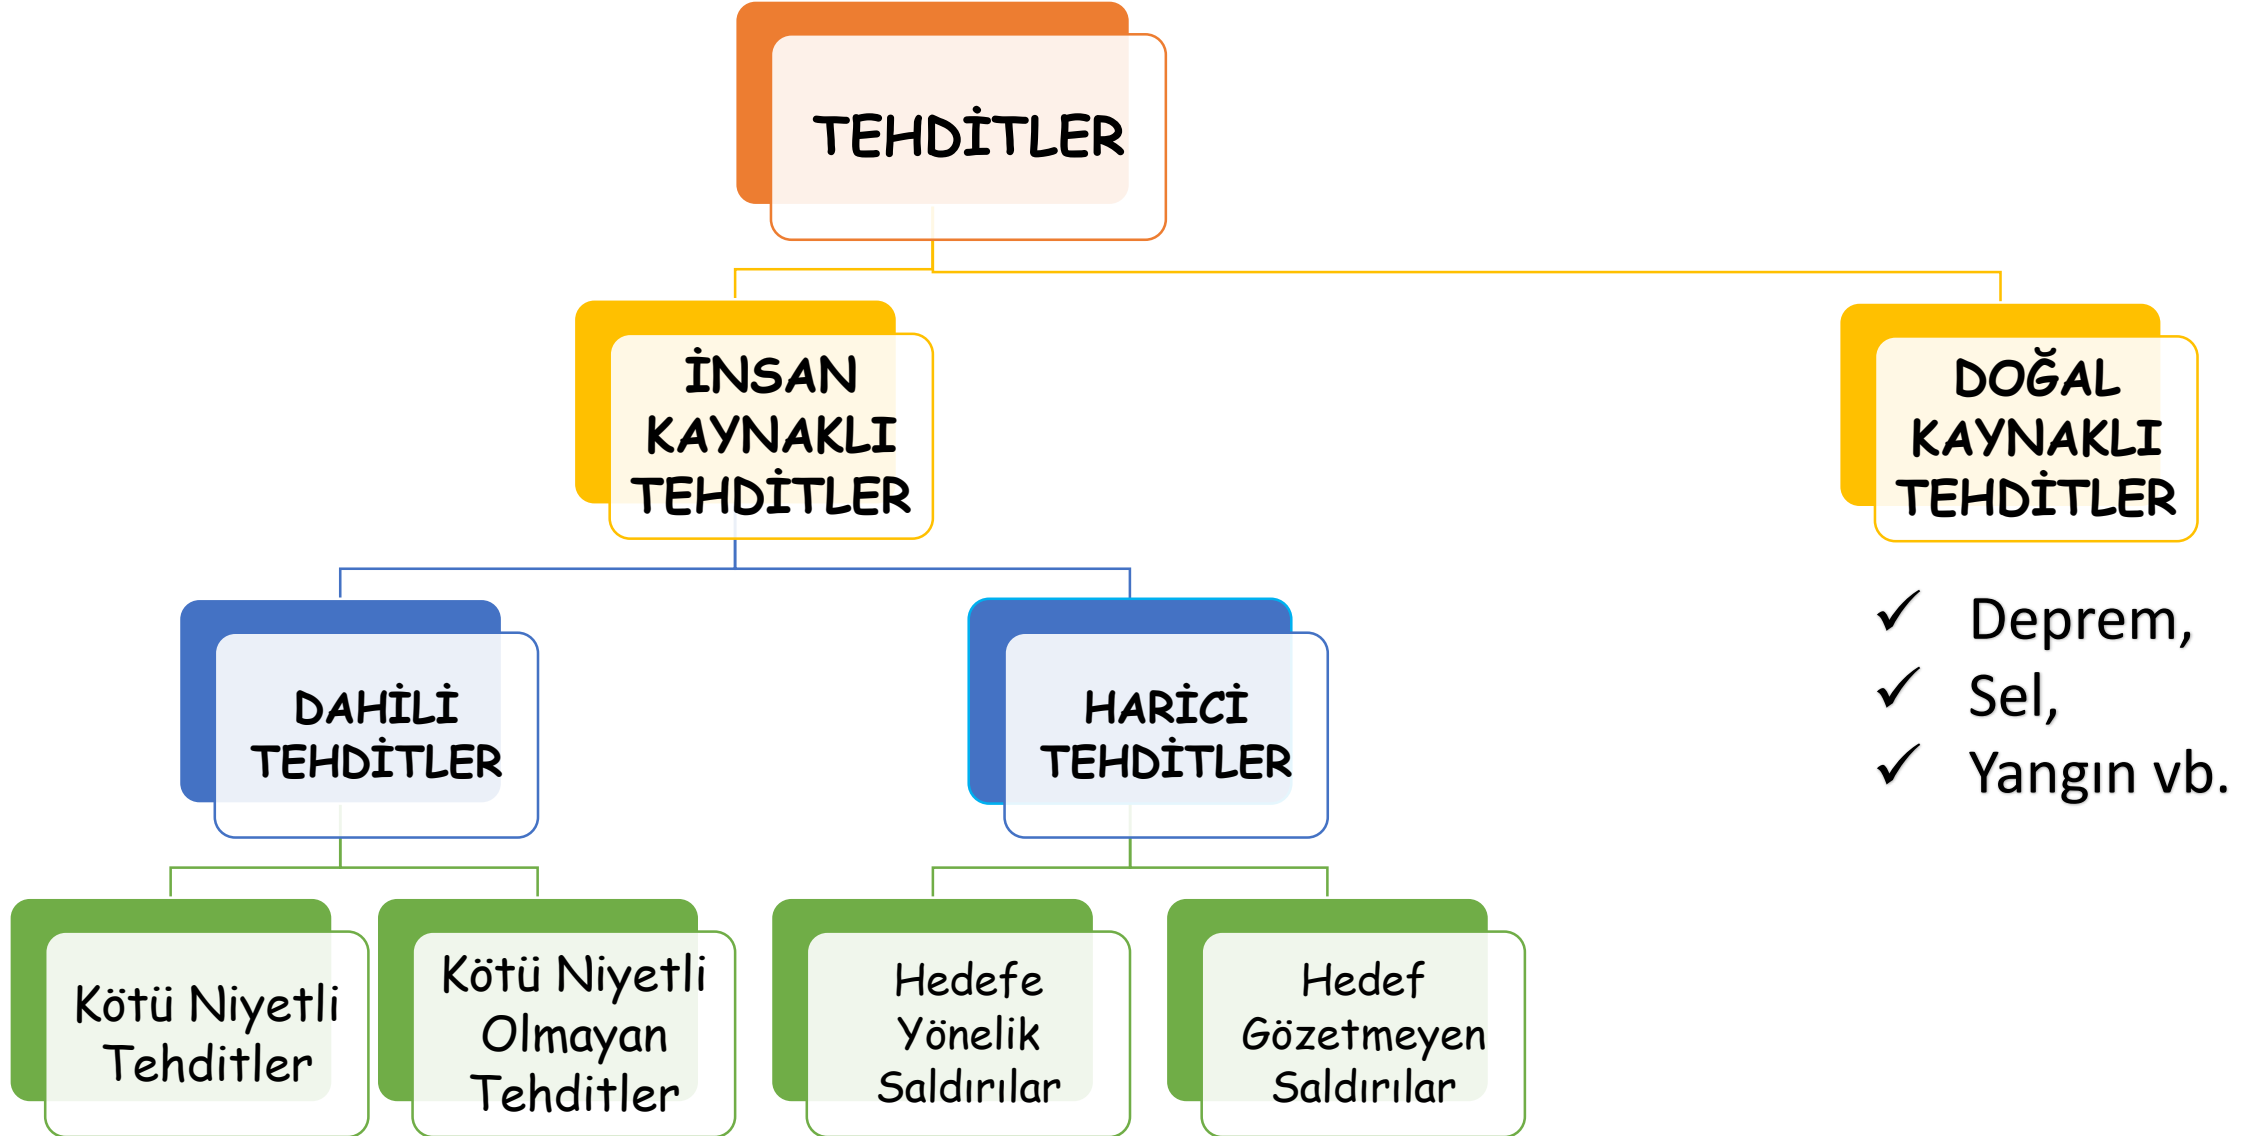 TEHDİTLER
İNSAN
KAYNAKLI
TEHDİTLER
DOĞAL
KAYNAKLI
TEHDİTLER
Deprem,
Sel,
Yangın vb.
DAHİLİ
TEHDİTLER
HARİCİ
TEHDİTLER
Kötü Niyetli
Tehditler
Kötü Niyetli
Olmayan
Tehditler
Hedefe
Yönelik
Saldırılar
Hedef
Gözetmeyen
Saldırılar